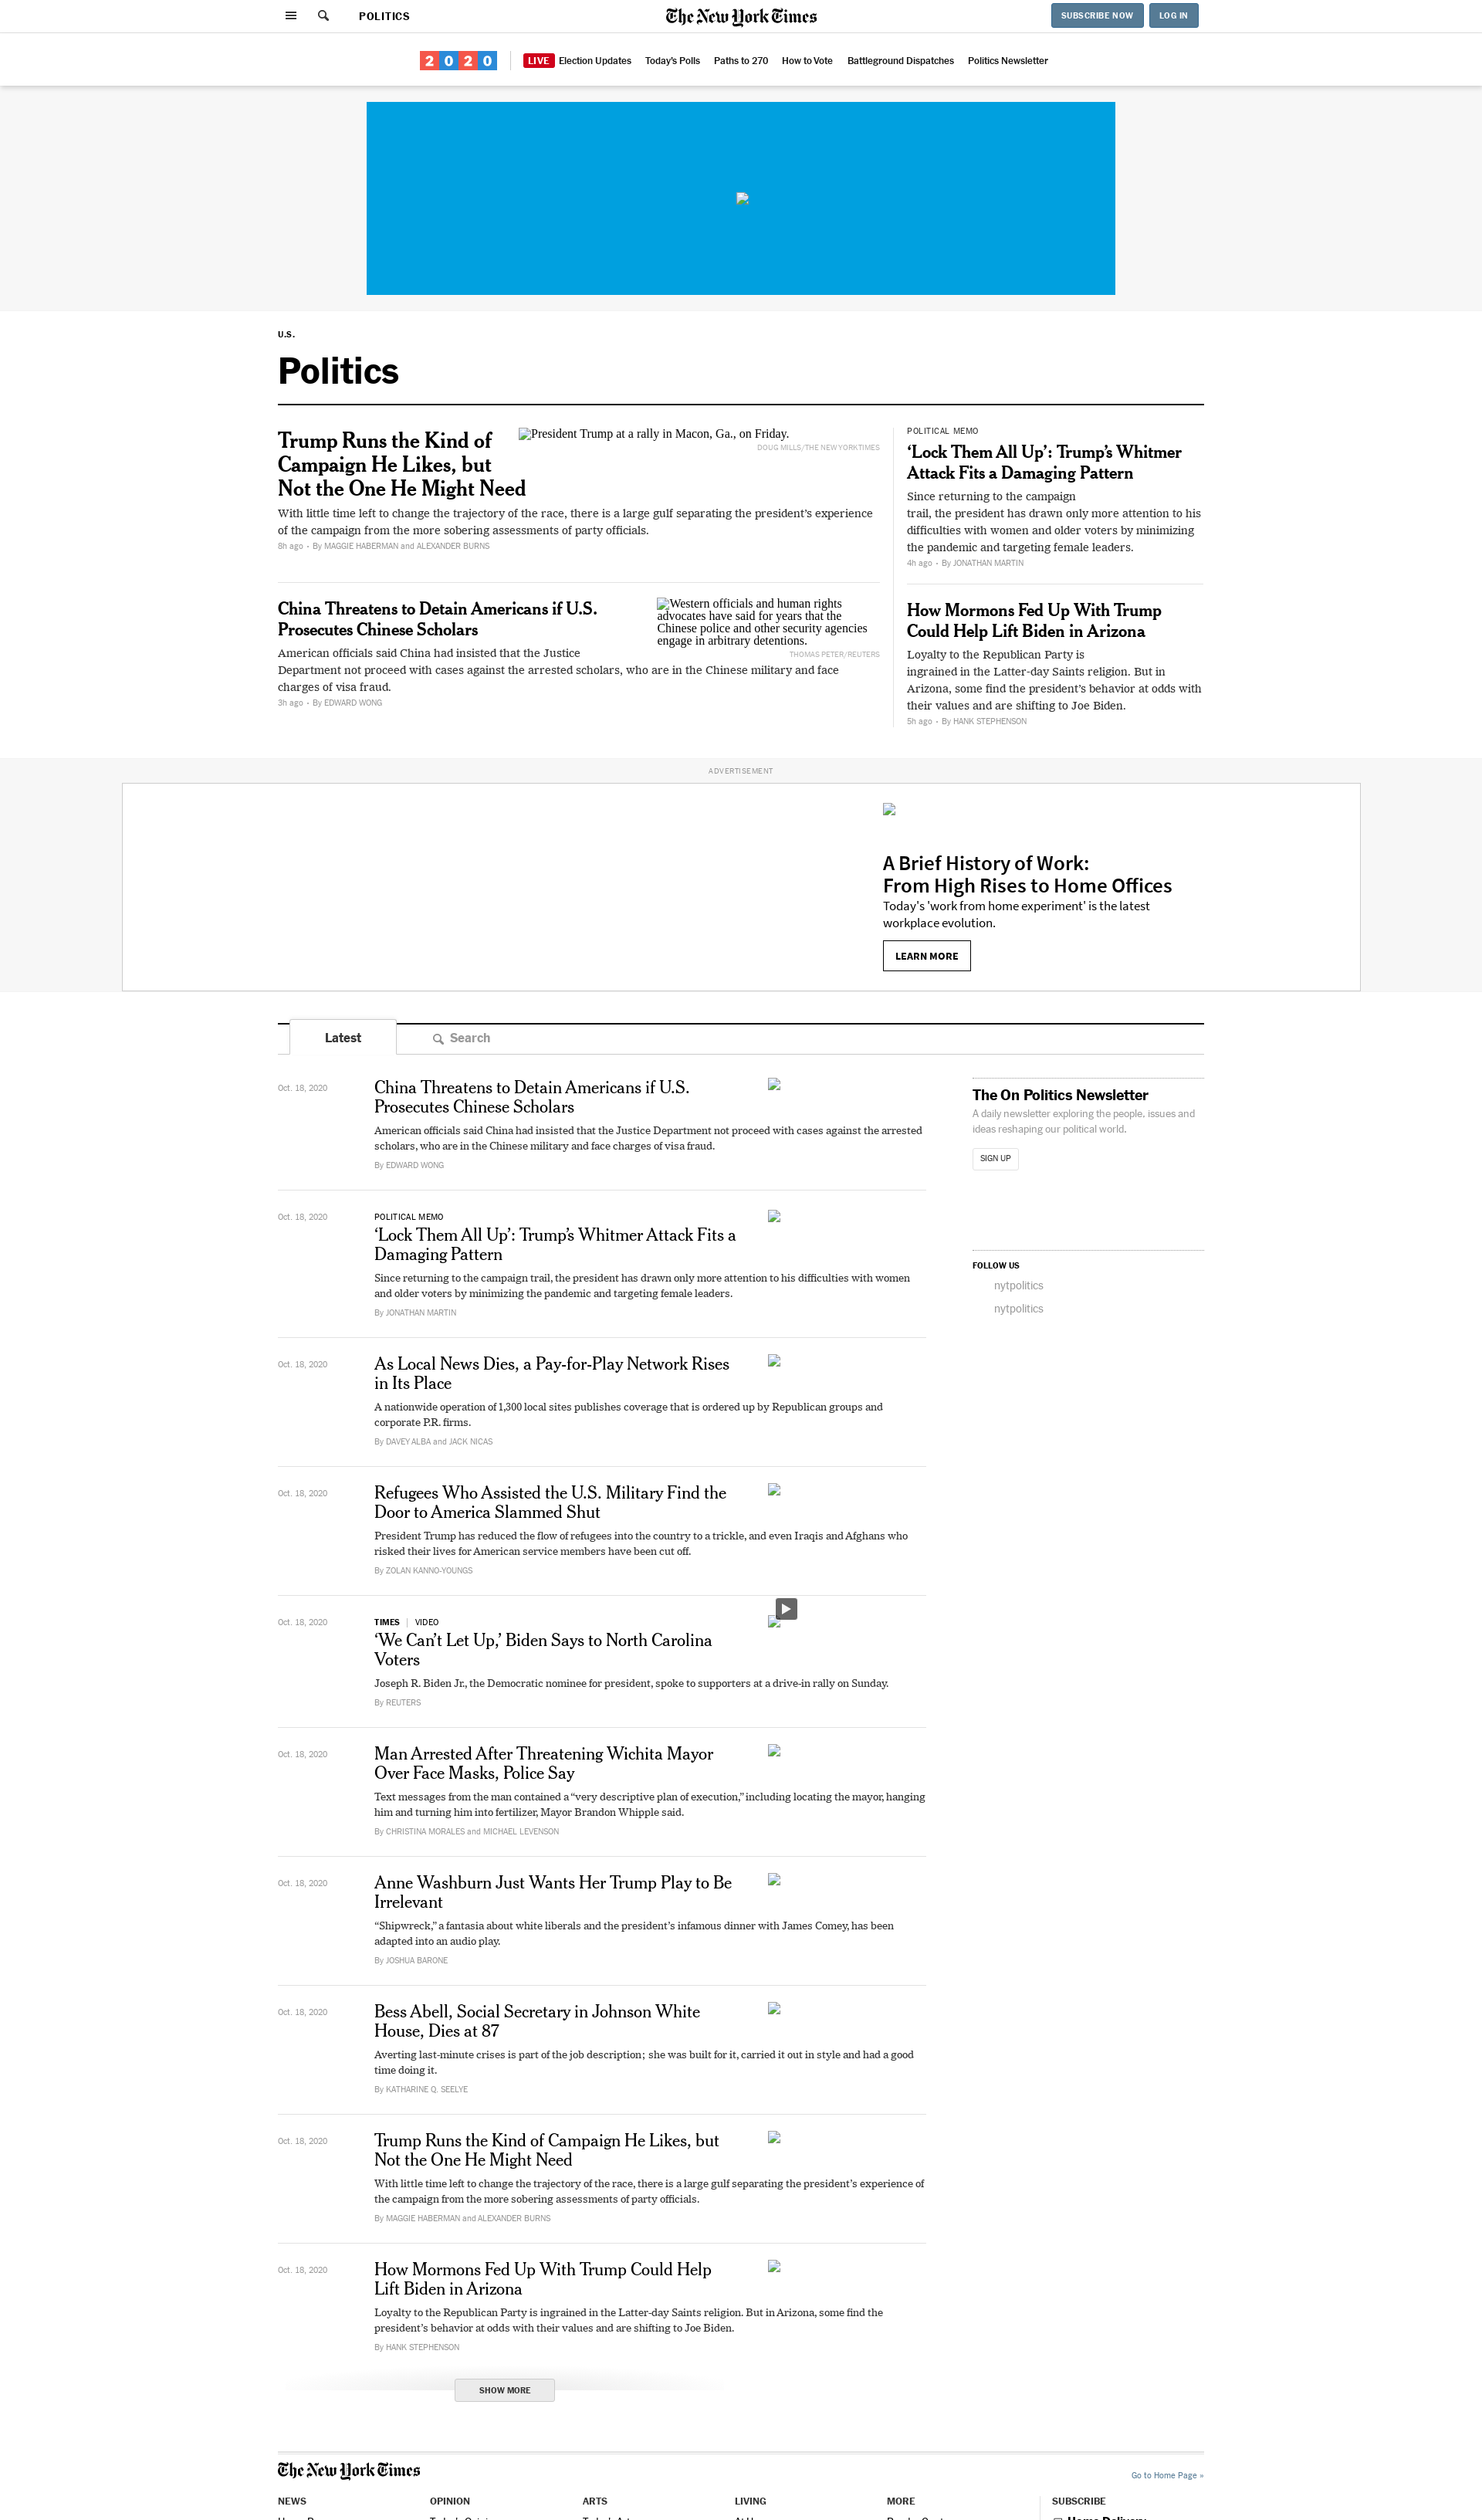 POLITICS
The New York Times
SUBSCRIBE NOW
LOG IN
2020
LIVE Election Updates
Today's Polls
Paths to 270
How to Vote
Battleground Dispatches
Politics Newsletter
U.S.
Politics
Trump Runs the Kind of
Campaign He Likes, but
Not the One He Might Need
President Trump at a rally in Macon, Ga., on Friday.
DOUG MILLS/THE NEW YORK TIMES
With little time left to change the trajectory of the race, there is a large gulf separating the president’s experience
of the campaign from the more sobering assessments of party officials.
8h ago • By MAGGIE HABERMAN and ALEXANDER BURNS
China Threatens to Detain Americans if U.S.
Prosecutes Chinese Scholars
Western officials and human rights
advocates have said for years that the
Chinese police and other security agencies
engage in arbitrary detentions.
THOMAS PETER/REUTERS
American officials said China had insisted that the Justice
Department not proceed with cases against the arrested scholars, who are in the Chinese military and face
charges of visa fraud.
3h ago • By EDWARD WONG
POLITICAL MEMO
‘Lock Them All Up’: Trump’s Whitmer
Attack Fits a Damaging Pattern
Since returning to the campaign
trail, the president has drawn only more attention to his
difficulties with women and older voters by minimizing
the pandemic and targeting female leaders.
4h ago • By JONATHAN MARTIN
How Mormons Fed Up With Trump
Could Help Lift Biden in Arizona
Loyalty to the Republican Party is
ingrained in the Latter-day Saints religion. But in
Arizona, some find the president’s behavior at odds with
their values and are shifting to Joe Biden.
5h ago • By HANK STEPHENSON
ADVERTISEMENT
A Brief History of Work:
From High Rises to Home Offices
Today's 'work from home experiment' is the latest
workplace evolution.
LEARN MORE
Latest
Search
Oct. 18, 2020
China Threatens to Detain Americans if U.S.
Prosecutes Chinese Scholars
American officials said China had insisted that the Justice Department not proceed with cases against the arrested
scholars, who are in the Chinese military and face charges of visa fraud.
By EDWARD WONG
Oct. 18, 2020
POLITICAL MEMO
‘Lock Them All Up’: Trump’s Whitmer Attack Fits a
Damaging Pattern
Since returning to the campaign trail, the president has drawn only more attention to his difficulties with women
and older voters by minimizing the pandemic and targeting female leaders.
By JONATHAN MARTIN
Oct. 18, 2020
As Local News Dies, a Pay-for-Play Network Rises
in Its Place
A nationwide operation of 1,300 local sites publishes coverage that is ordered up by Republican groups and
corporate P.R. firms.
By DAVEY ALBA and JACK NICAS
Oct. 18, 2020
Refugees Who Assisted the U.S. Military Find the
Door to America Slammed Shut
President Trump has reduced the flow of refugees into the country to a trickle, and even Iraqis and Afghans who
risked their lives for American service members have been cut off.
By ZOLAN KANNO-YOUNGS
Oct. 18, 2020
TIMES | VIDEO
‘We Can’t Let Up,’ Biden Says to North Carolina
Voters
Joseph R. Biden Jr., the Democratic nominee for president, spoke to supporters at a drive-in rally on Sunday.
By REUTERS
Oct. 18, 2020
Man Arrested After Threatening Wichita Mayor
Over Face Masks, Police Say
Text messages from the man contained a “very descriptive plan of execution,” including locating the mayor, hanging
him and turning him into fertilizer, Mayor Brandon Whipple said.
By CHRISTINA MORALES and MICHAEL LEVENSON
Oct. 18, 2020
Anne Washburn Just Wants Her Trump Play to Be
Irrelevant
“Shipwreck,” a fantasia about white liberals and the president’s infamous dinner with James Comey, has been
adapted into an audio play.
By JOSHUA BARONE
Oct. 18, 2020
Bess Abell, Social Secretary in Johnson White
House, Dies at 87
Averting last-minute crises is part of the job description; she was built for it, carried it out in style and had a good
time doing it.
By KATHARINE Q. SEELYE
Oct. 18, 2020
Trump Runs the Kind of Campaign He Likes, but
Not the One He Might Need
With little time left to change the trajectory of the race, there is a large gulf separating the president’s experience of
the campaign from the more sobering assessments of party officials.
By MAGGIE HABERMAN and ALEXANDER BURNS
Oct. 18, 2020
How Mormons Fed Up With Trump Could Help
Lift Biden in Arizona
Loyalty to the Republican Party is ingrained in the Latter-day Saints religion. But in Arizona, some find the
president’s behavior at odds with their values and are shifting to Joe Biden.
By HANK STEPHENSON
SHOW MORE
The On Politics Newsletter
A daily newsletter exploring the people, issues and
ideas reshaping our political world.
SIGN UP
FOLLOW US
nytpolitics
nytpolitics
The New York Times
Go to Home Page »
NEWS
OPINION
ARTS
LIVING
MORE
SUBSCRIBE